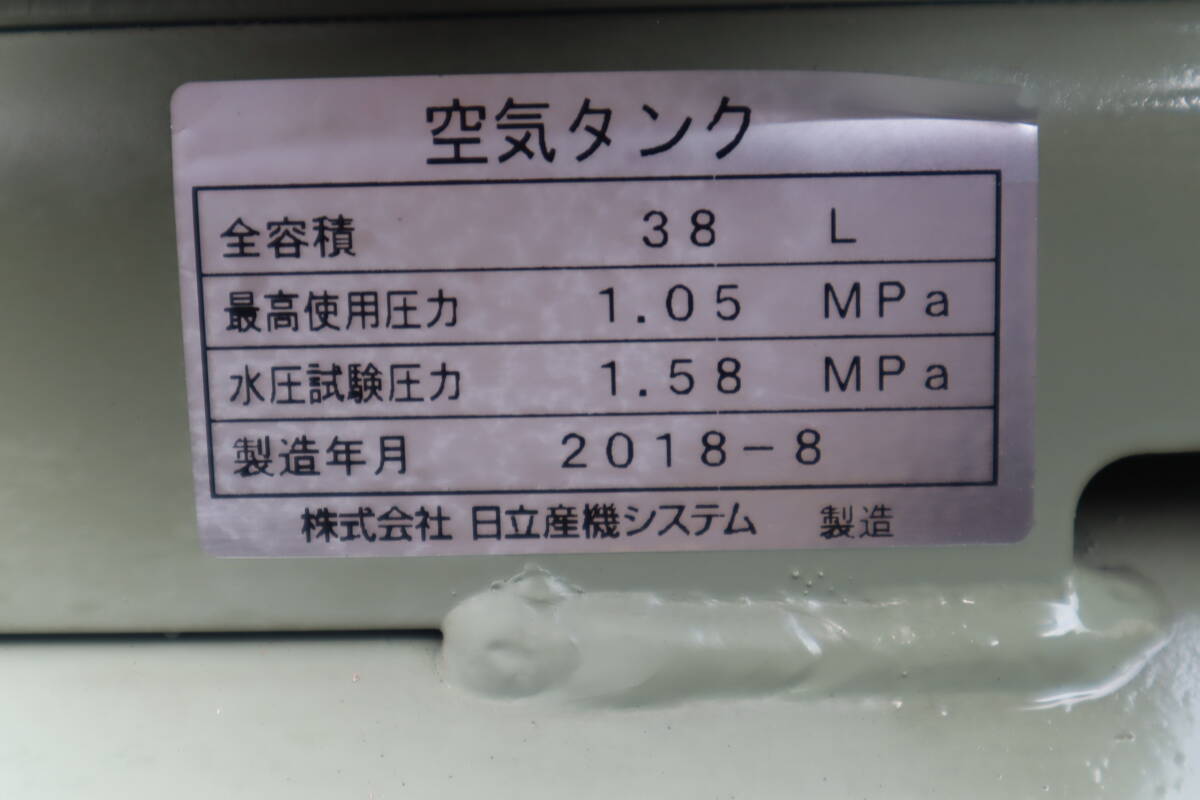 空気タンク
全容積 38 L
最高使用圧力 1.05 MPa
水圧試験圧力 1.58 MPa
製造年月 2018-8
株式会社 日立産機システム 製造